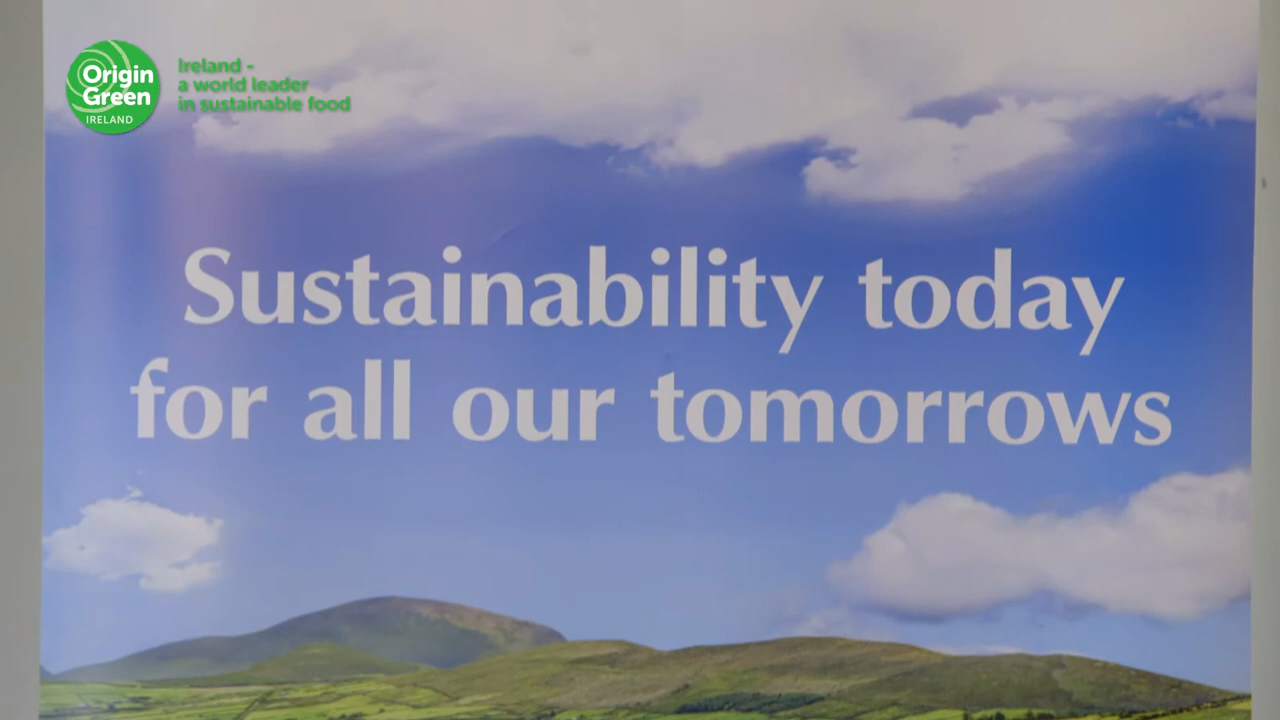 Origin
Green
IRELAND
Ireland -
a world leader
in sustainable food
Sustainability today
for all our tomorrows